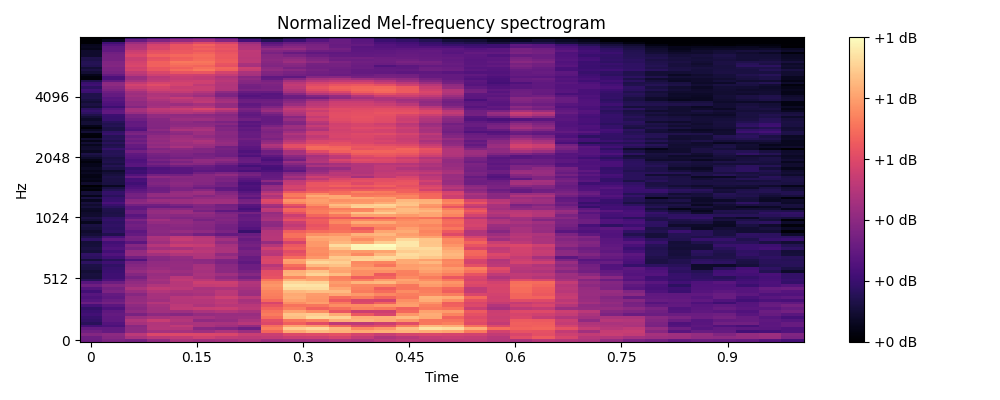 Normalized Mel-frequency spectrogram
+1 dB
+1 dB
+1 dB
+0 dB
+0 dB
+0 dB
Hz
4096
2048
1024
512
0
0 0.15 0.3 0.45 0.6 0.75 0.9
Time